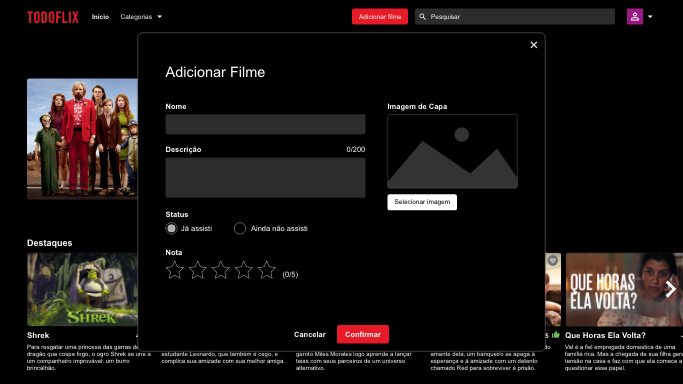 TODOFLIX
Início
Categorias
Adicionar filme
Pesquisar
Adicionar Filme
Nome
Imagem de Capa
Descrição
0/200
Selecionar imagem
Status
Já assisti
Ainda não assisti
Nota
(0/5)
Cancelar
Confirmar
Destaques
SHREK
QUE HORAS
ELA VOLTA?
Shrek
Para resgatar uma princesa das garras de
dragão que cospe fogo, o ogro Shrek se une a
um companheiro improvável: um burro
brincalhão.
estudante Leonardo, que também é cego, e
complica sua amizade com sua melhor amiga.
garoto Miles Morales logo aprende a lançar
teias com seus parceiros de um universo
alternativo.
amante dela, um banqueiro se apega à
esperança e à amizade com um detento
chamado Red para sobreviver à prisão.
Que Horas Ela Volta?
Val é a fiel empregada doméstica de uma
família rica. Mas a chegada de sua filha gera
tensão na casa e faz com que ela comece a
questionar esse papel.